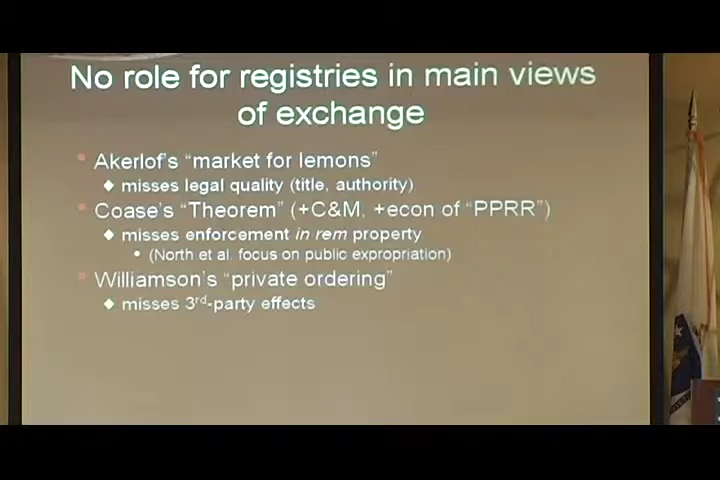 No role for registries in main views
of exchange
Akerlof's "market for lemons"
misses legal quality (title, authority)
Coase's "Theorem" (+C&M, +econ of "PPRR")
misses enforcement in rem property
(North et al. focus on public expropriation)
Williamson's "private ordering"
misses 3rd-party effects